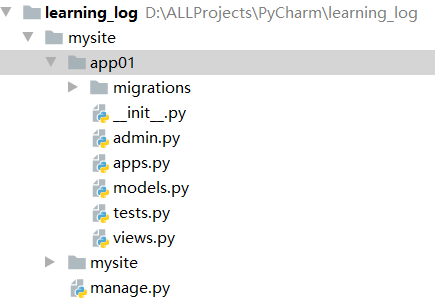 learning_log D:\ALLProjects\PyCharm\learning_log
mysite
app01
migrations
__init__.py
admin.py
apps.py
models.py
tests.py
views.py
mysite
manage.py